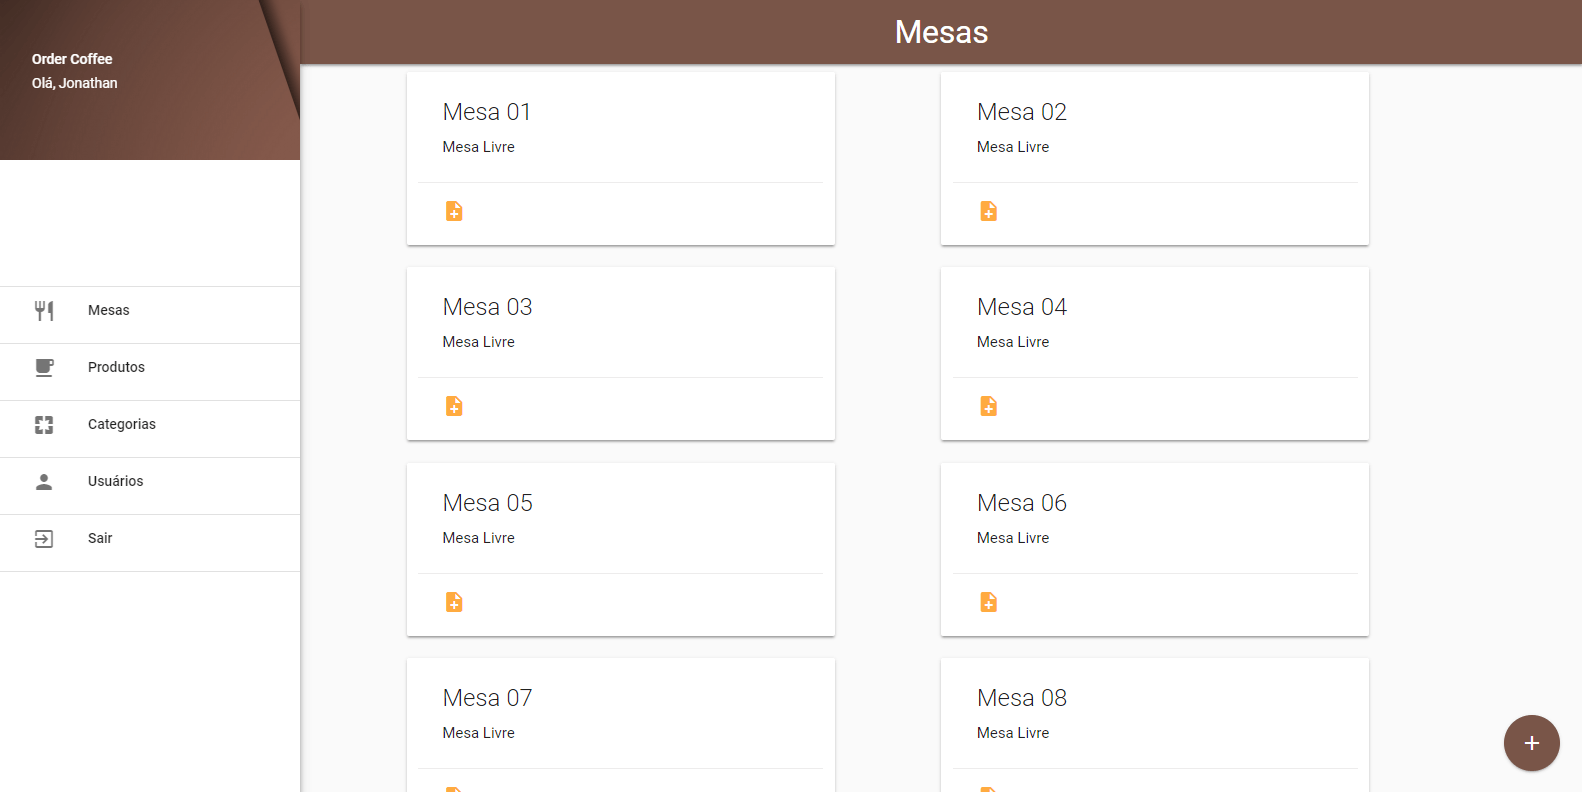 Order Coffee
Olá, Jonathan
Mesas
Produtos
Categorias
Usuários
Sair
Mesas
Mesa 01
Mesa Livre
Mesa 02
Mesa Livre
Mesa 03
Mesa Livre
Mesa 04
Mesa Livre
Mesa 05
Mesa Livre
Mesa 06
Mesa Livre
Mesa 07
Mesa Livre
Mesa 08
Mesa Livre